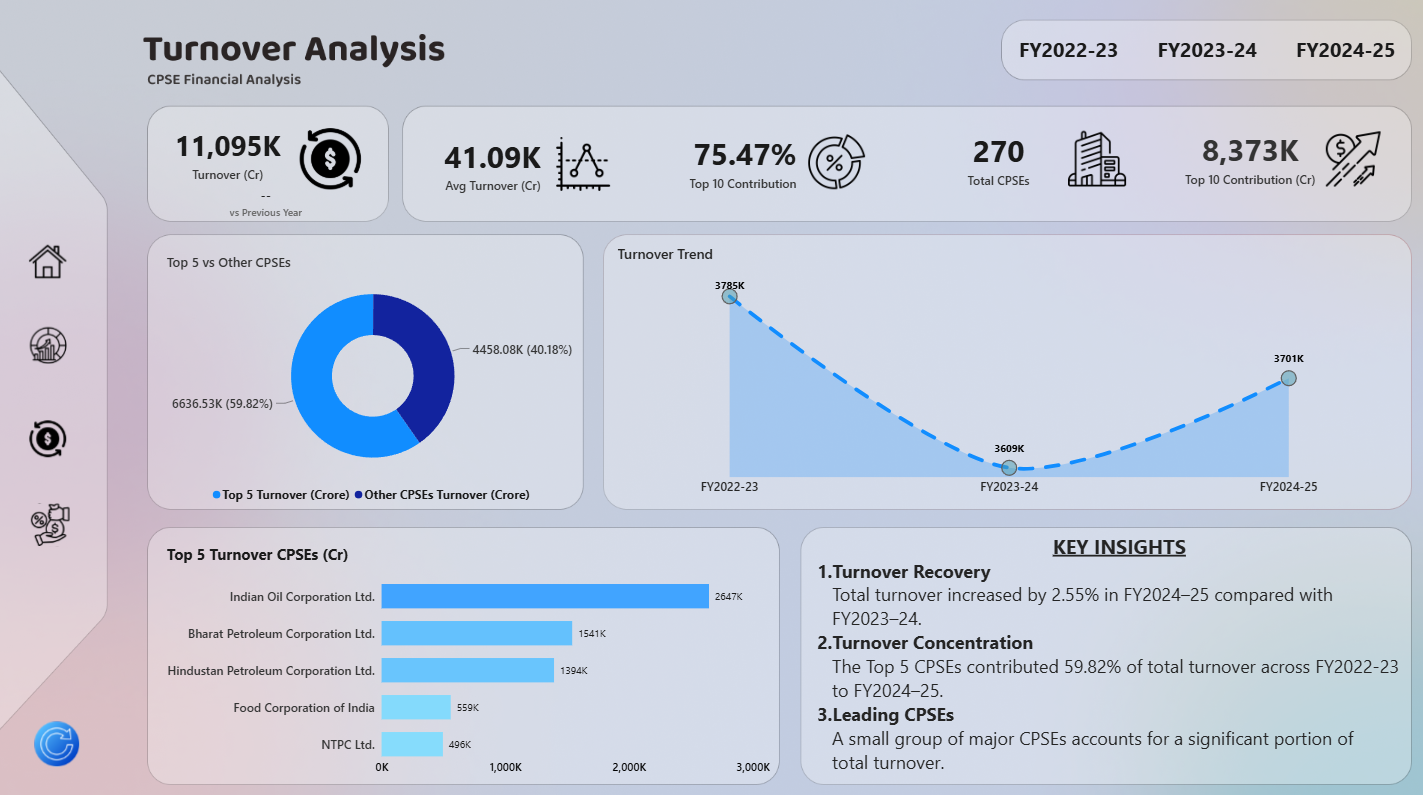 Turnover Analysis
CPSE Financial Analysis
FY2022-23 FY2023-24 FY2024-25
11,095K
Turnover (Cr)
--
vs Previous Year
41.09K
Avg Turnover (Cr)
75.47%
Top 10 Contribution
270
Total CPSEs
8,373K
Top 10 Contribution (Cr)
Top 5 vs Other CPSEs
4458.08K (40.18%)
6636.53K (59.82%)
Top 5 Turnover (Crore) Other CPSEs Turnover (Crore)
Turnover Trend
3785K
3701K
3609K
FY2022-23 FY2023-24 FY2024-25
Top 5 Turnover CPSEs (Cr)
Indian Oil Corporation Ltd. 2647K
Bharat Petroleum Corporation Ltd. 1541K
Hindustan Petroleum Corporation Ltd. 1394K
Food Corporation of India 559K
NTPC Ltd. 496K
0K 1,000K 2,000K 3,000K
KEY INSIGHTS
1.Turnover Recovery
Total turnover increased by 2.55% in FY2024–25 compared with
FY2023–24.
2.Turnover Concentration
The Top 5 CPSEs contributed 59.82% of total turnover across FY2022-23
to FY2024–25.
3.Leading CPSEs
A small group of major CPSEs accounts for a significant portion of
total turnover.